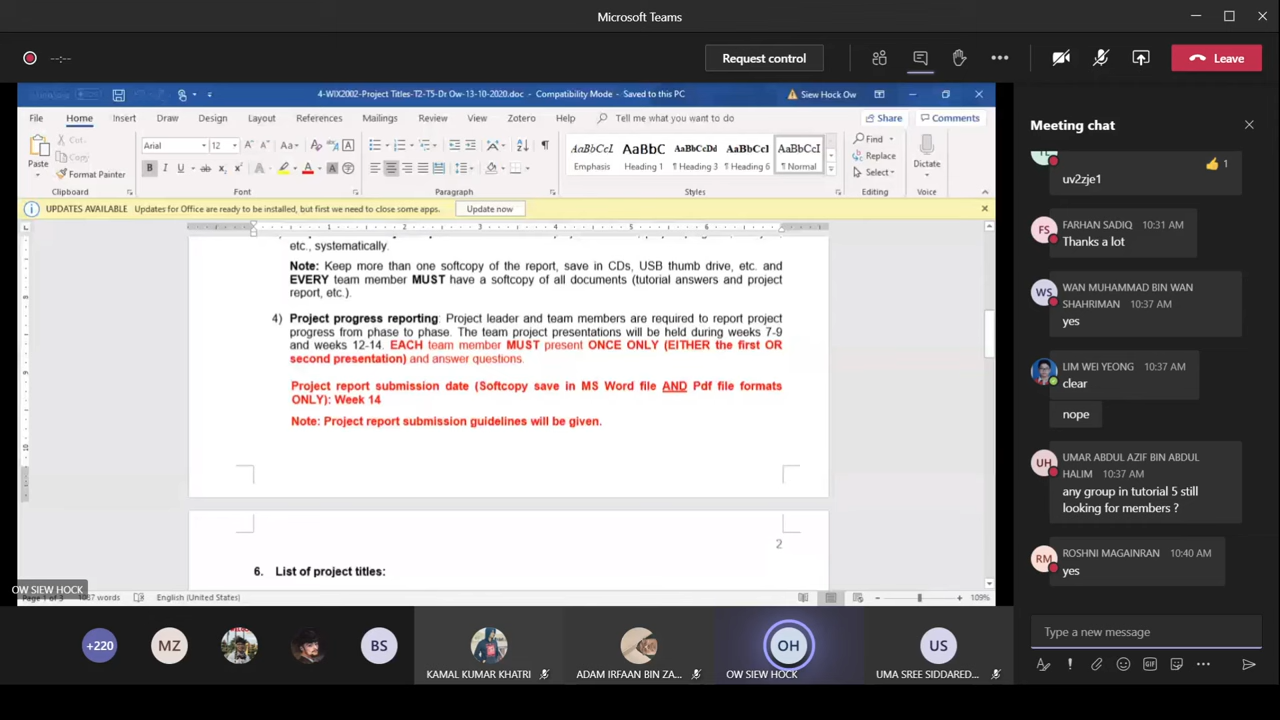 Microsoft Teams
--:--
Request control
Leave
4-WIX2002-Project Titles-T2-T5-Dr Ow-13-10-2020.doc - Compatibility Mode - Saved to this PC
Siew Hock Ow
File Home Insert Draw Design Layout References Mailings Review View Zotero Help Tell me what you want to do Share Comments
Paste
Cut
Copy
Format Painter
Clipboard
Arial 12
Font
Paragraph
AaBbCcL AaBbC AaBbCcDd AaBbCcI AaBbCcI
Emphasis Heading 1 ¶ Heading 3 ¶ Heading 6 ¶ Normal
Styles
Find
Replace
Select
Editing
Dictate
Voice
UPDATES AVAILABLE Updates for Office are ready to be installed, but first we need to close some apps. Update now
etc., systematically.
Note: Keep more than one softcopy of the report, save in CDs, USB thumb drive, etc. and
EVERY team member MUST have a softcopy of all documents (tutorial answers and project
report, etc.).
4) Project progress reporting: Project leader and team members are required to report project
progress from phase to phase. The team project presentations will be held during weeks 7-9
and weeks 12-14. EACH team member MUST present ONCE ONLY (EITHER the first OR
second presentation) and answer questions.
Project report submission date (Softcopy save in MS Word file AND Pdf file formats
ONLY): Week 14
Note: Project report submission guidelines will be given.
2
6. List of project titles:
OW SIEW HOCK
Page 1 of 3 1087 words English (United States) 109%
+220 MZ BS OH US
KAMAL KUMAR KHATRI ADAM IRFAAN BIN ZA... OW SIEW HOCK UMA SREE SIDDARED...
Meeting chat
uv2zje1
1
FS FARHAN SADIQ 10:31 AM
Thanks a lot
WS WAN MUHAMMAD BIN WAN
SHAHRIMAN 10:37 AM
yes
LIM WEI YEONG 10:37 AM
clear
nope
UH UMAR ABDUL AZIF BIN ABDUL
HALIM 10:37 AM
any group in tutorial 5 still
looking for members ?
RM ROSHNI MAGAINRAN 10:40 AM
yes
Type a new message